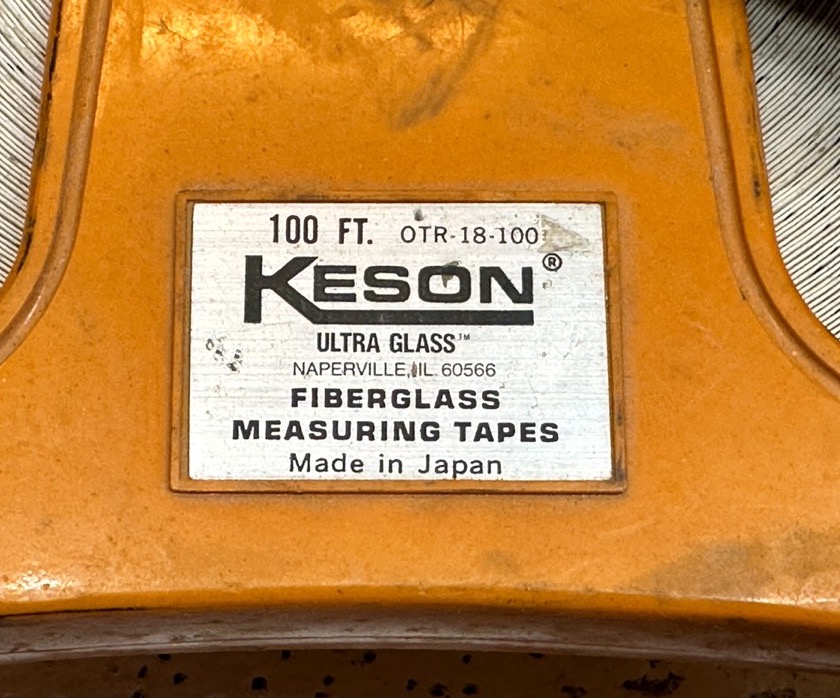 100 FT. OTR-18-100
KESON®
ULTRA GLASS™
NAPERVILLE, IL 60566
FIBERGLASS
MEASURING TAPES
Made in Japan